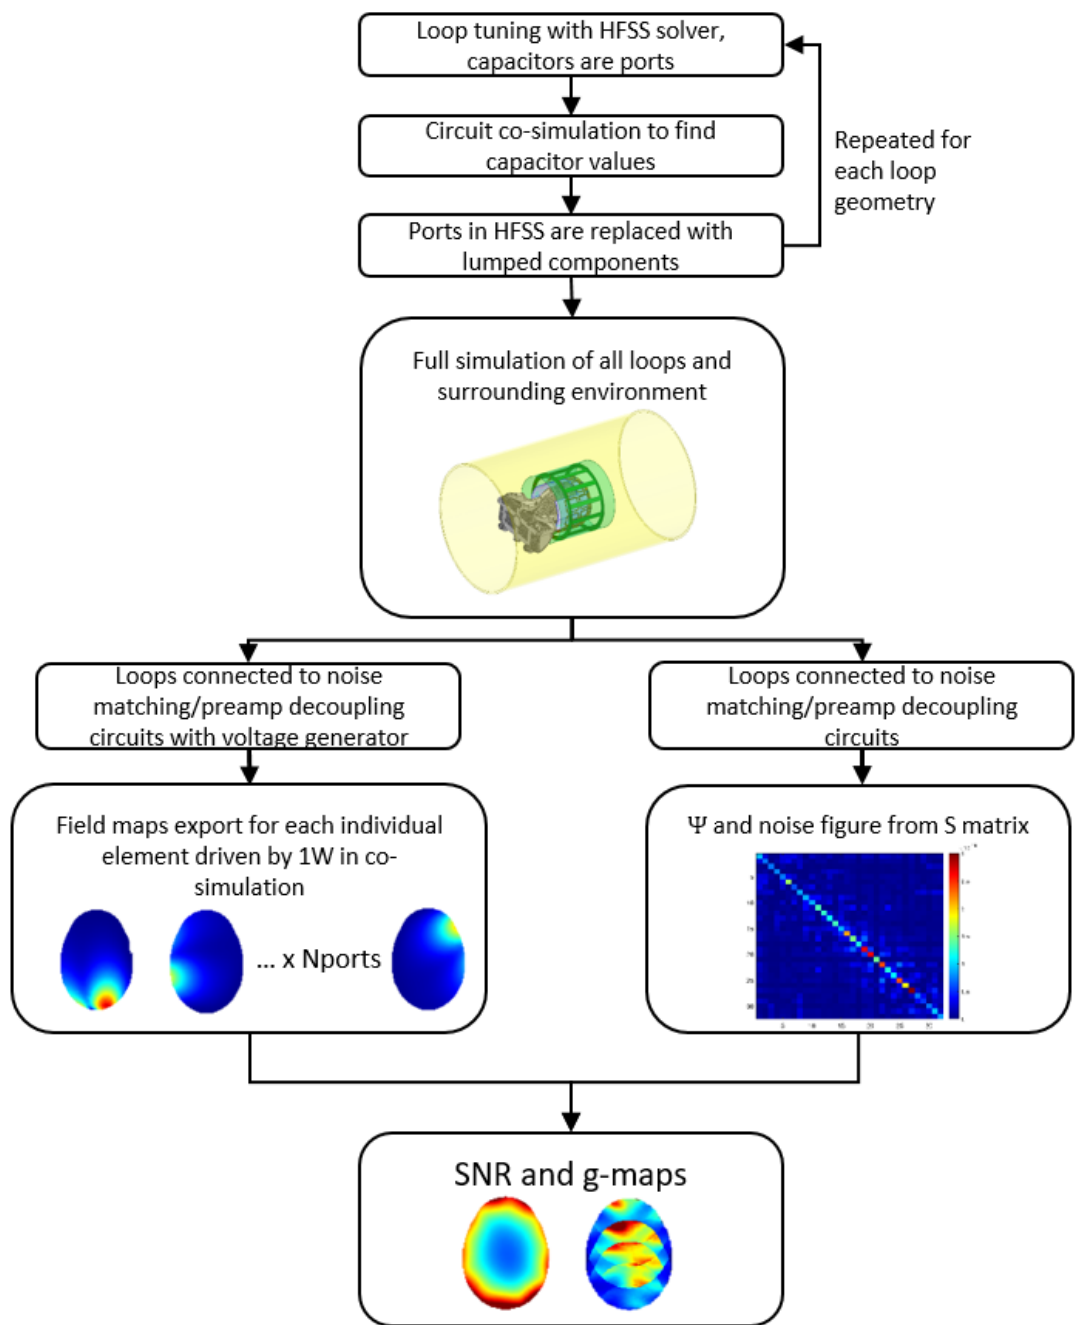 Loop tuning with HFSS solver,
capacitors are ports
Circuit co-simulation to find
capacitor values
Repeated for
each loop
geometry
Ports in HFSS are replaced with
lumped components
Full simulation of all loops and
surrounding environment
Loops connected to noise
matching/preamp decoupling
circuits with voltage generator
Loops connected to noise
matching/preamp decoupling
circuits
Field maps export for each individual
element driven by 1W in co-
simulation
... x Nports
Ψ and noise figure from S matrix
SNR and g-maps